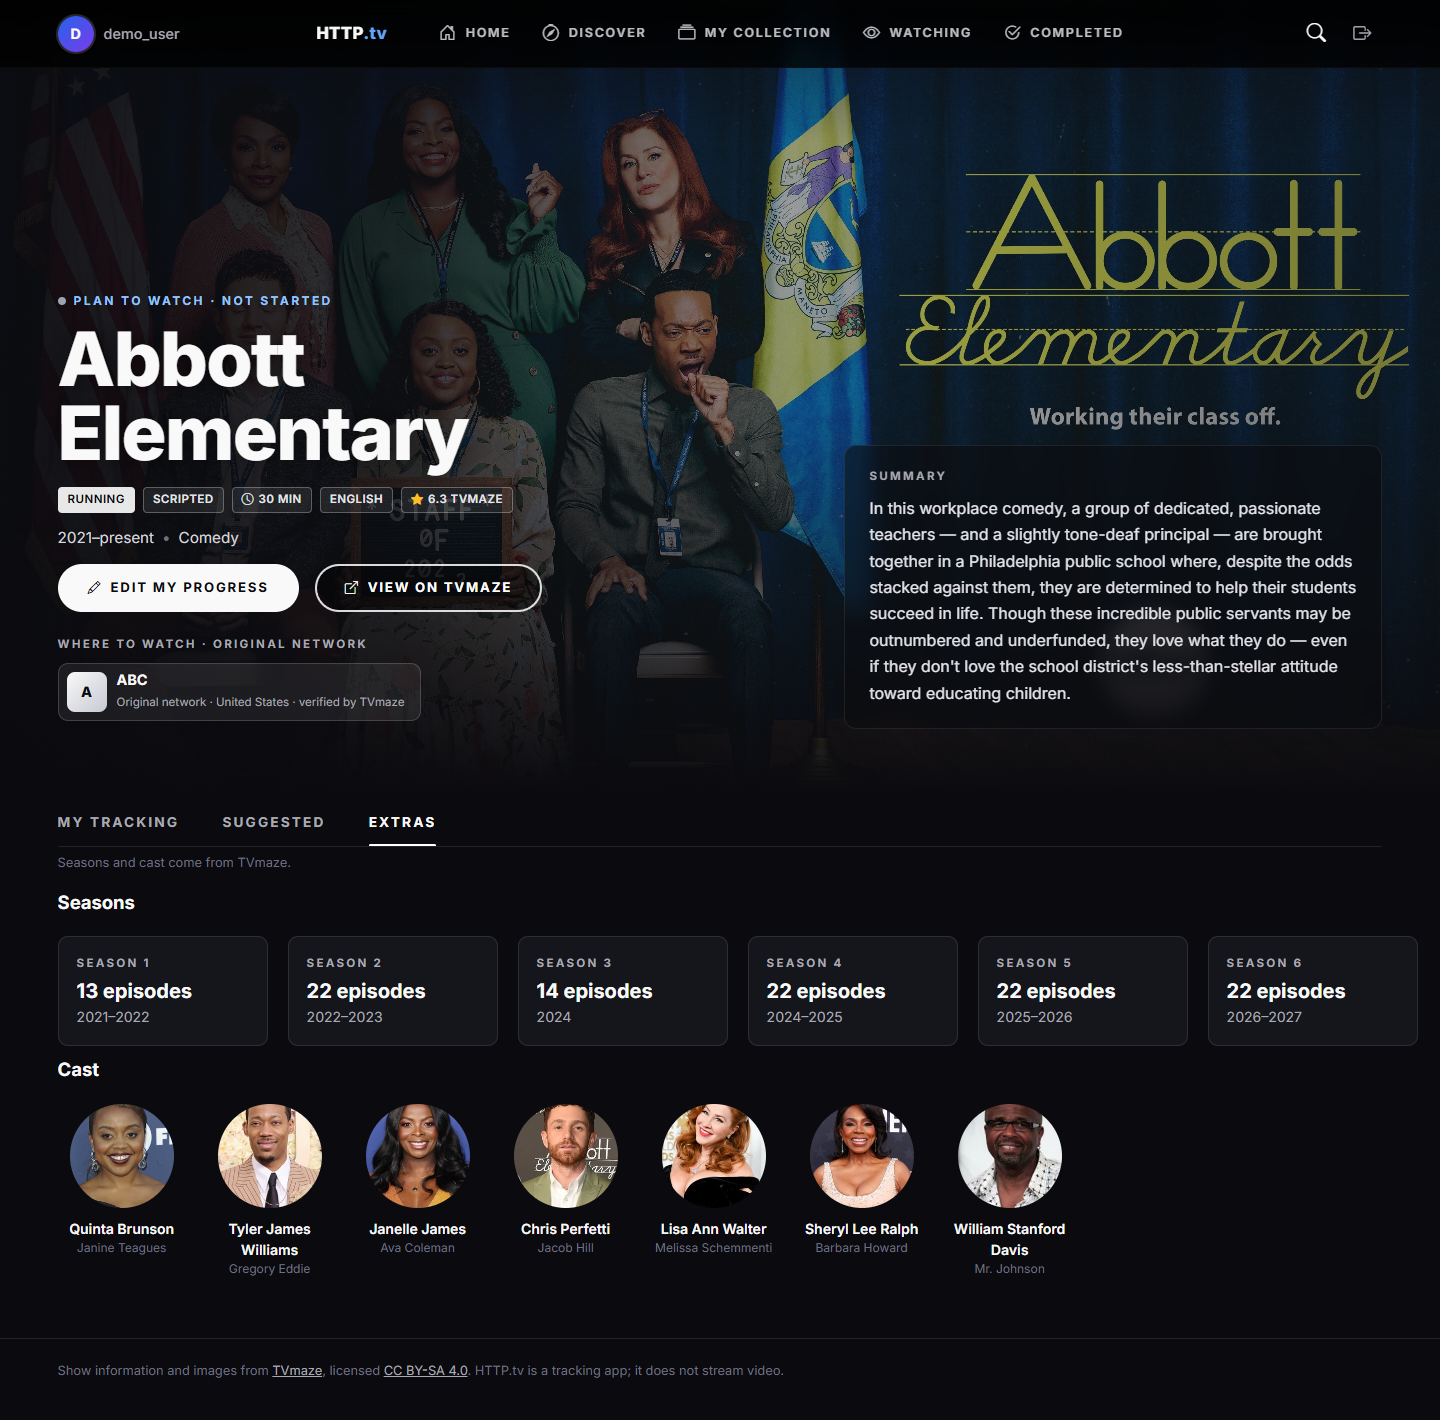 D demo_user HTTP.tv HOME DISCOVER MY COLLECTION WATCHING COMPLETED
Abbott
Elementary
Working their class off.
PLAN TO WATCH · NOT STARTED
Abbott
Elementary
RUNNING SCRIPTED 30 MIN ENGLISH 6.3 TVMAZE
STAFF
OF
202
2021–present • Comedy
EDIT MY PROGRESS VIEW ON TVMAZE
WHERE TO WATCH · ORIGINAL NETWORK
A
ABC
Original network · United States · verified by TVmaze
SUMMARY
In this workplace comedy, a group of dedicated, passionate
teachers — and a slightly tone-deaf principal — are brought
together in a Philadelphia public school where, despite the odds
stacked against them, they are determined to help their students
succeed in life. Though these incredible public servants may be
outnumbered and underfunded, they love what they do — even
if they don't love the school district's less-than-stellar attitude
toward educating children.
MY TRACKING SUGGESTED EXTRAS
Seasons and cast come from TVmaze.
Seasons
SEASON 1
13 episodes
2021–2022
SEASON 2
22 episodes
2022–2023
SEASON 3
14 episodes
2024
SEASON 4
22 episodes
2024–2025
SEASON 5
22 episodes
2025–2026
SEASON 6
22 episodes
2026–2027
Cast
Quinta Brunson
Janine Teagues
Tyler James
Williams
Gregory Eddie
Janelle James
Ava Coleman
Chris Perfetti
Jacob Hill
Lisa Ann Walter
Melissa Schemmenti
Sheryl Lee Ralph
Barbara Howard
William Stanford
Davis
Mr. Johnson
Show information and images from TVmaze, licensed CC BY-SA 4.0. HTTP.tv is a tracking app; it does not stream video.